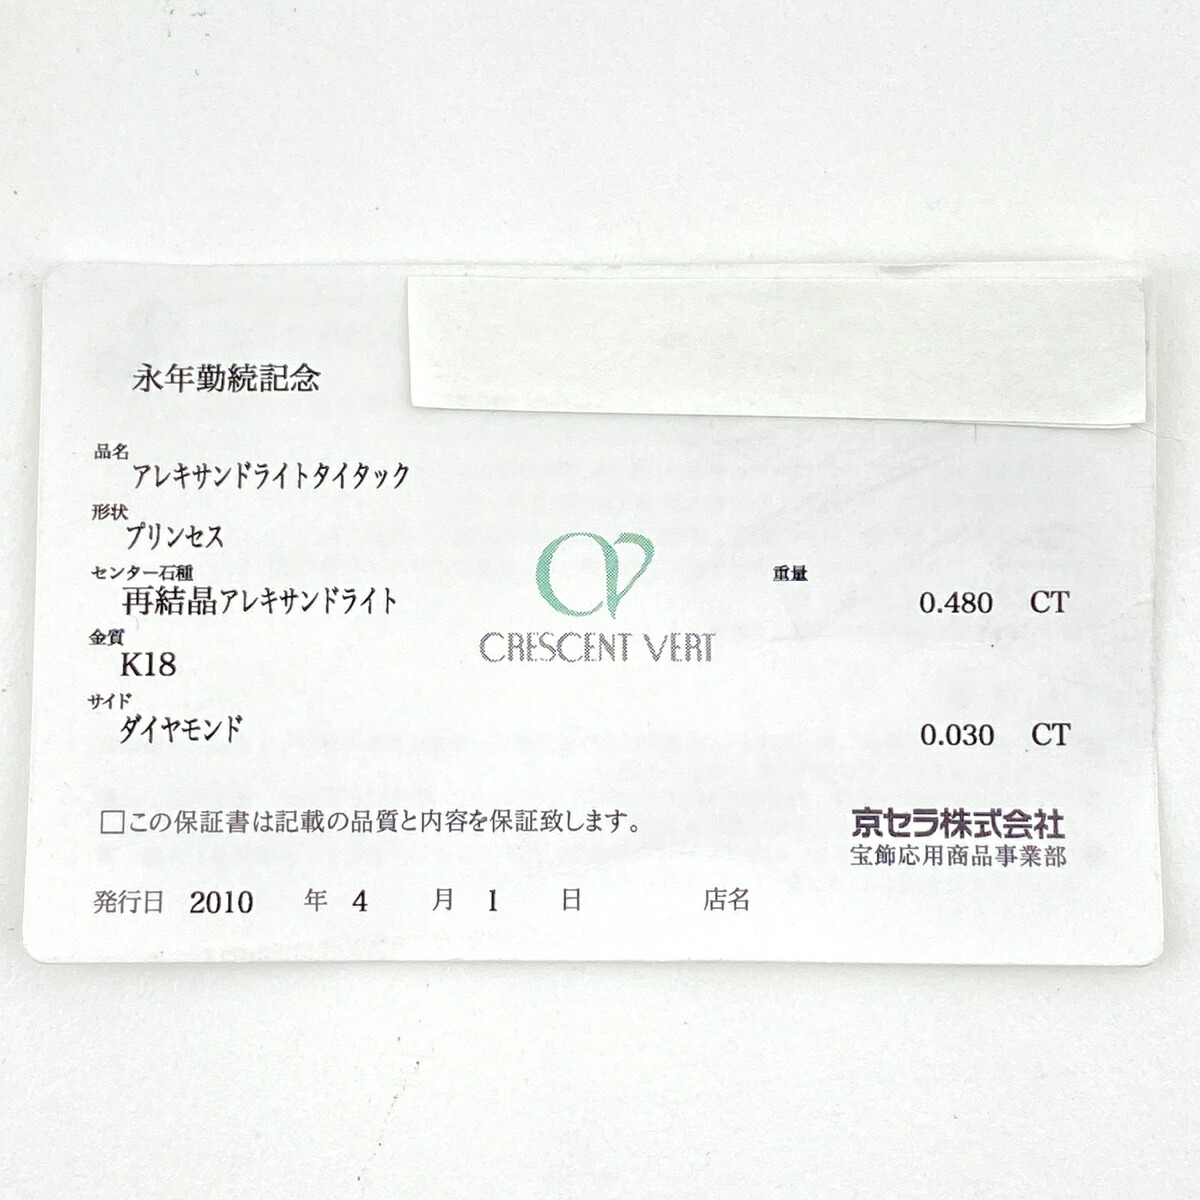 永年勤続記念
品名
アレキサンドライトタイタック
形状
プリンセス
センター石種
再結晶アレキサンドライト
重量
0.480 CT
金質
K18
サイド
ダイヤモンド
0.030 CT
CV
CRESCENT VERT
□この保証書は記載の品質と内容を保証致します。
京セラ株式会社
宝飾応用商品事業部
発行日 2010 年 4 月 1 日 店名